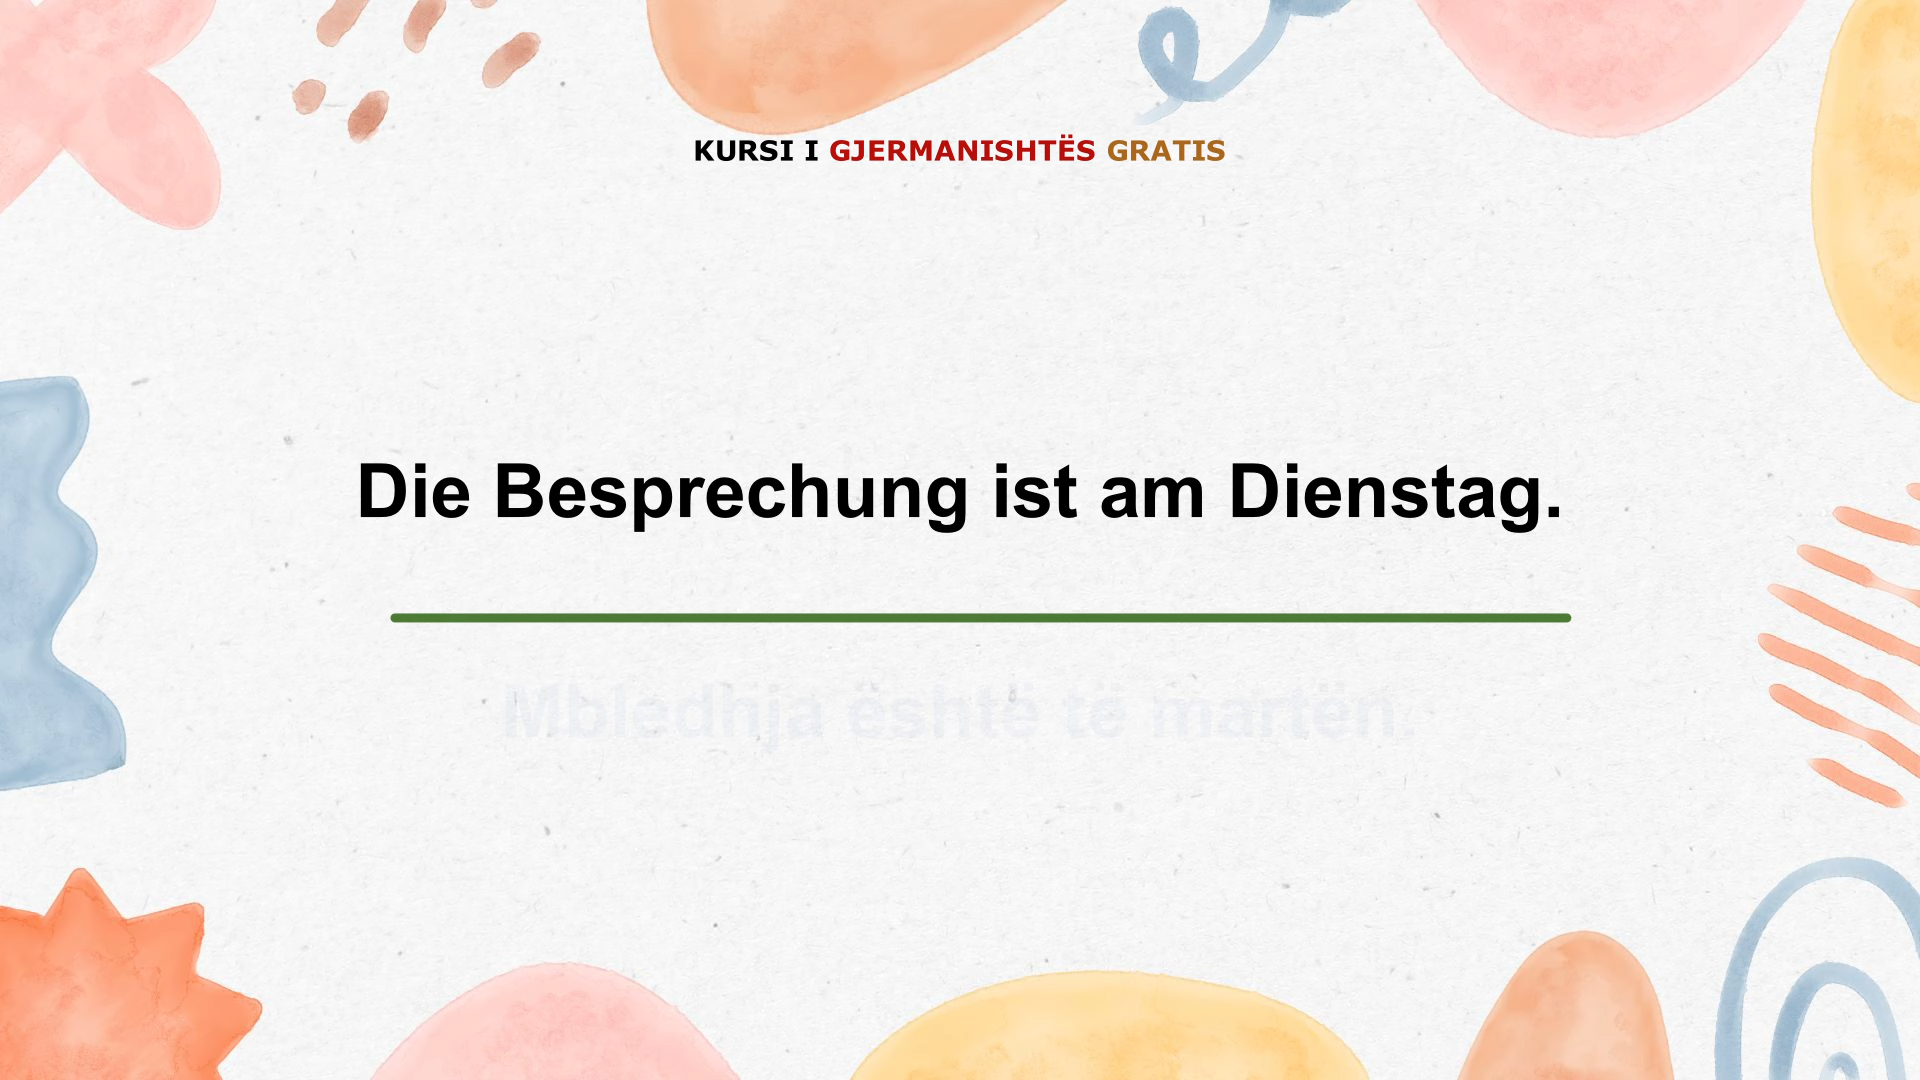 KURSI I GJERMANISHTËS GRATIS
Die Besprechung ist am Dienstag.
Mbledhja është të martën.